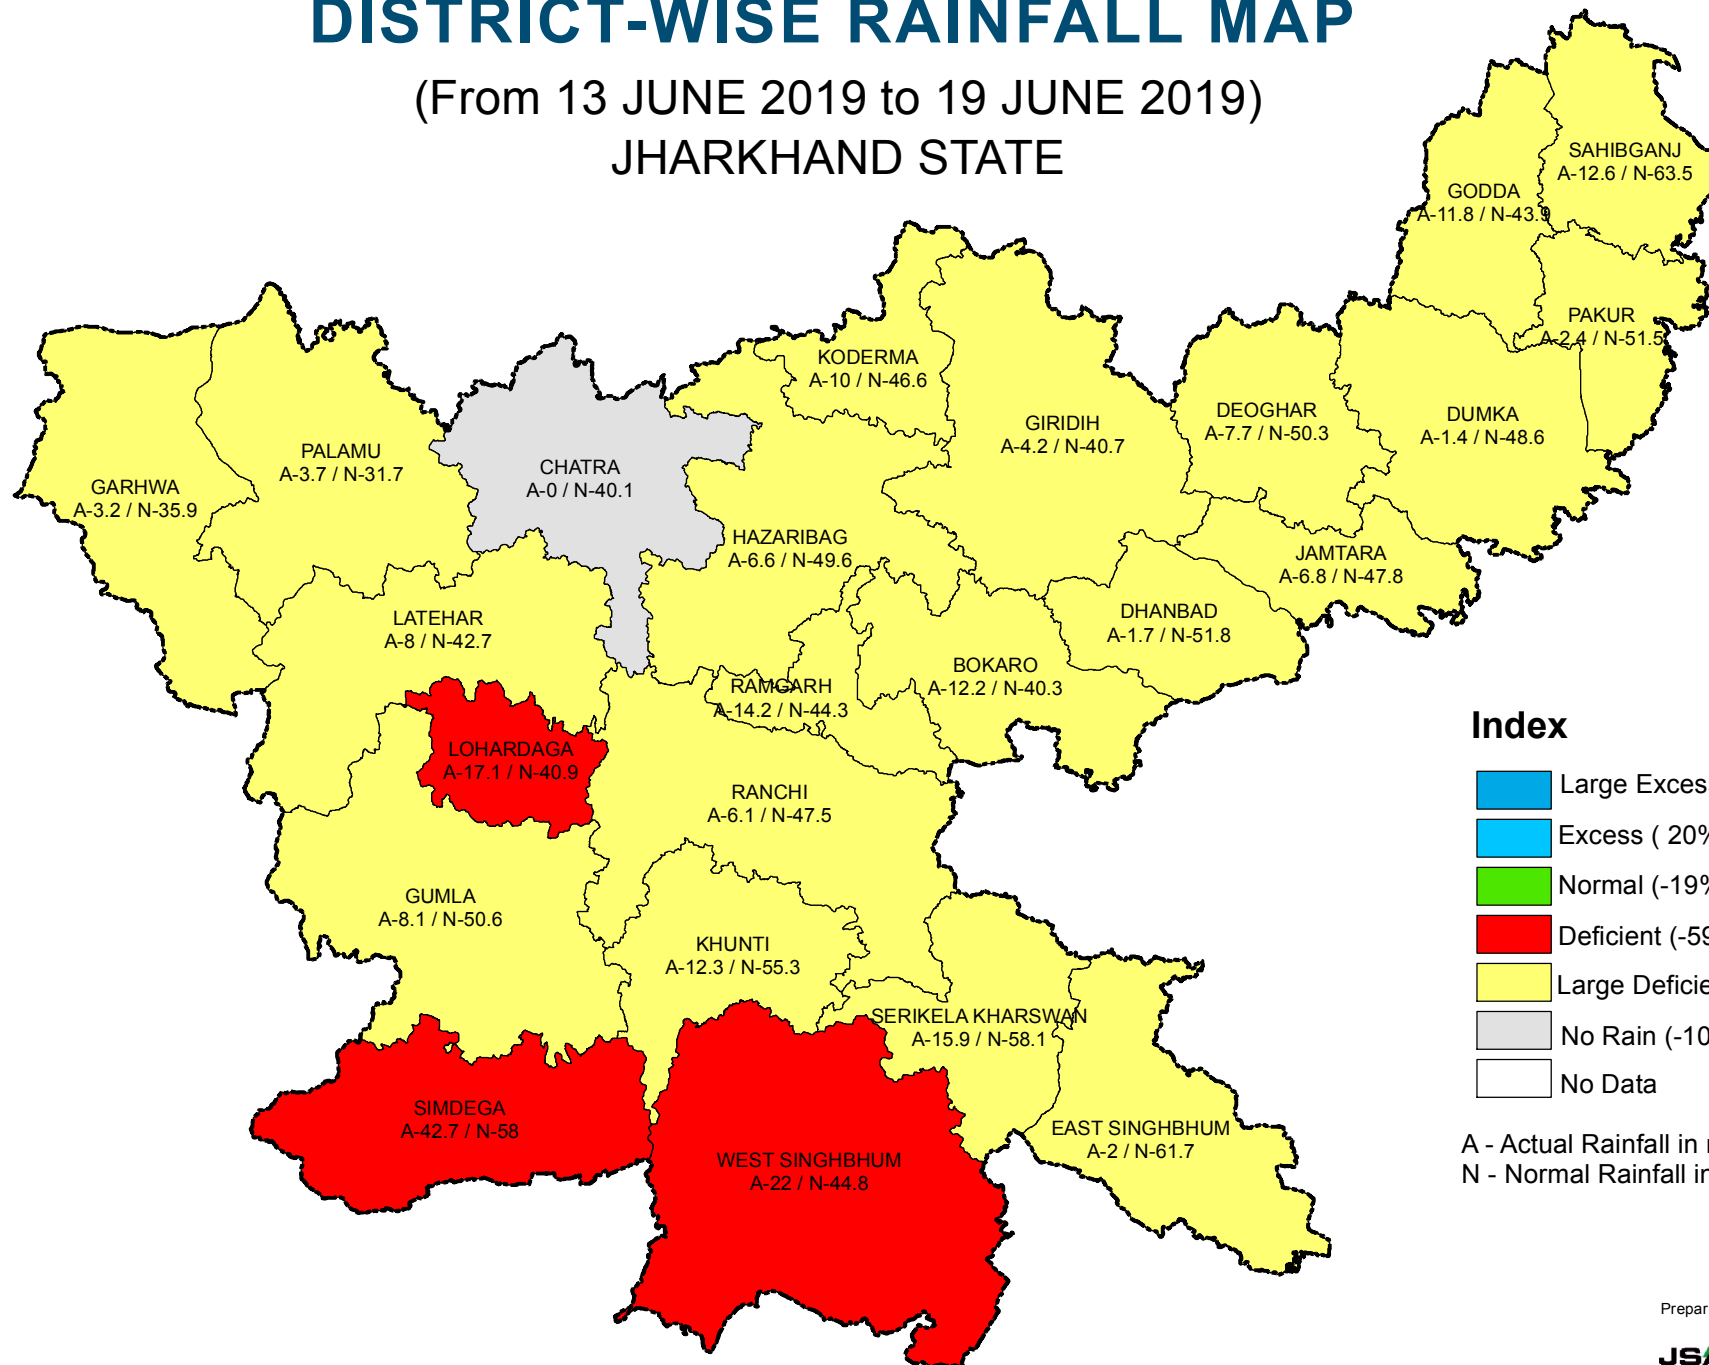 DISTRICT-WISE RAINFALL MAP
(From 13 JUNE 2019 to 19 JUNE 2019)
JHARKHAND STATE
SAHIBGANJ
A-12.6 / N-63.5
GODDA
A-11.8 / N-43.9
PAKUR
A-2.4 / N-51.5
KODERMA
A-10 / N-46.6
GIRIDIH
A-4.2 / N-40.7
DEOGHAR
A-7.7 / N-50.3
DUMKA
A-1.4 / N-48.6
PALAMU
A-3.7 / N-31.7
CHATRA
A-0 / N-40.1
GARHWA
A-3.2 / N-35.9
HAZARIBAG
A-6.6 / N-49.6
JAMTARA
A-6.8 / N-47.8
LATEHAR
A-8 / N-42.7
DHANBAD
A-1.7 / N-51.8
BOKARO
A-12.2 / N-40.3
RAMGARH
A-14.2 / N-44.3
LOHARDAGA
A-17.1 / N-40.9
RANCHI
A-6.1 / N-47.5
GUMLA
A-8.1 / N-50.6
KHUNTI
A-12.3 / N-55.3
SERIKELA KHARSWAN
A-15.9 / N-58.1
SIMDEGA
A-42.7 / N-58
EAST SINGHBHUM
A-2 / N-61.7
WEST SINGHBHUM
A-22 / N-44.8
Index
Large Exces
Excess ( 20%
Normal (-19%
Deficient (-59
Large Deficie
No Rain (-10
No Data
A - Actual Rainfall in
N - Normal Rainfall in
Prepar
JS